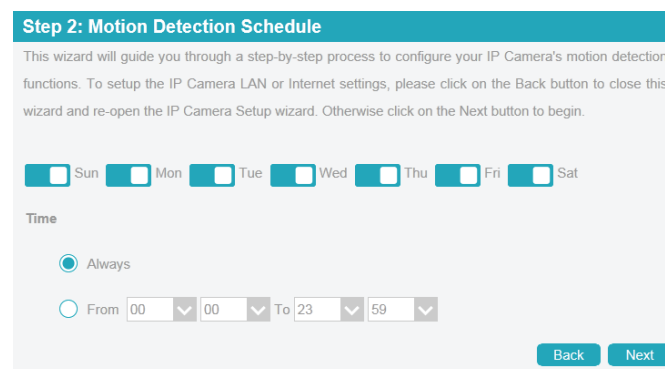 Step 2: Motion Detection Schedule
This wizard will guide you through a step-by-step process to configure your IP Camera's motion detection
functions. To setup the IP Camera LAN or Internet settings, please click on the Back button to close this
wizard and re-open the IP Camera Setup wizard. Otherwise click on the Next button to begin.
Sun Mon Tue Wed Thu Fri Sat
Time
Always
From 00 00 To 23 59
Back Next